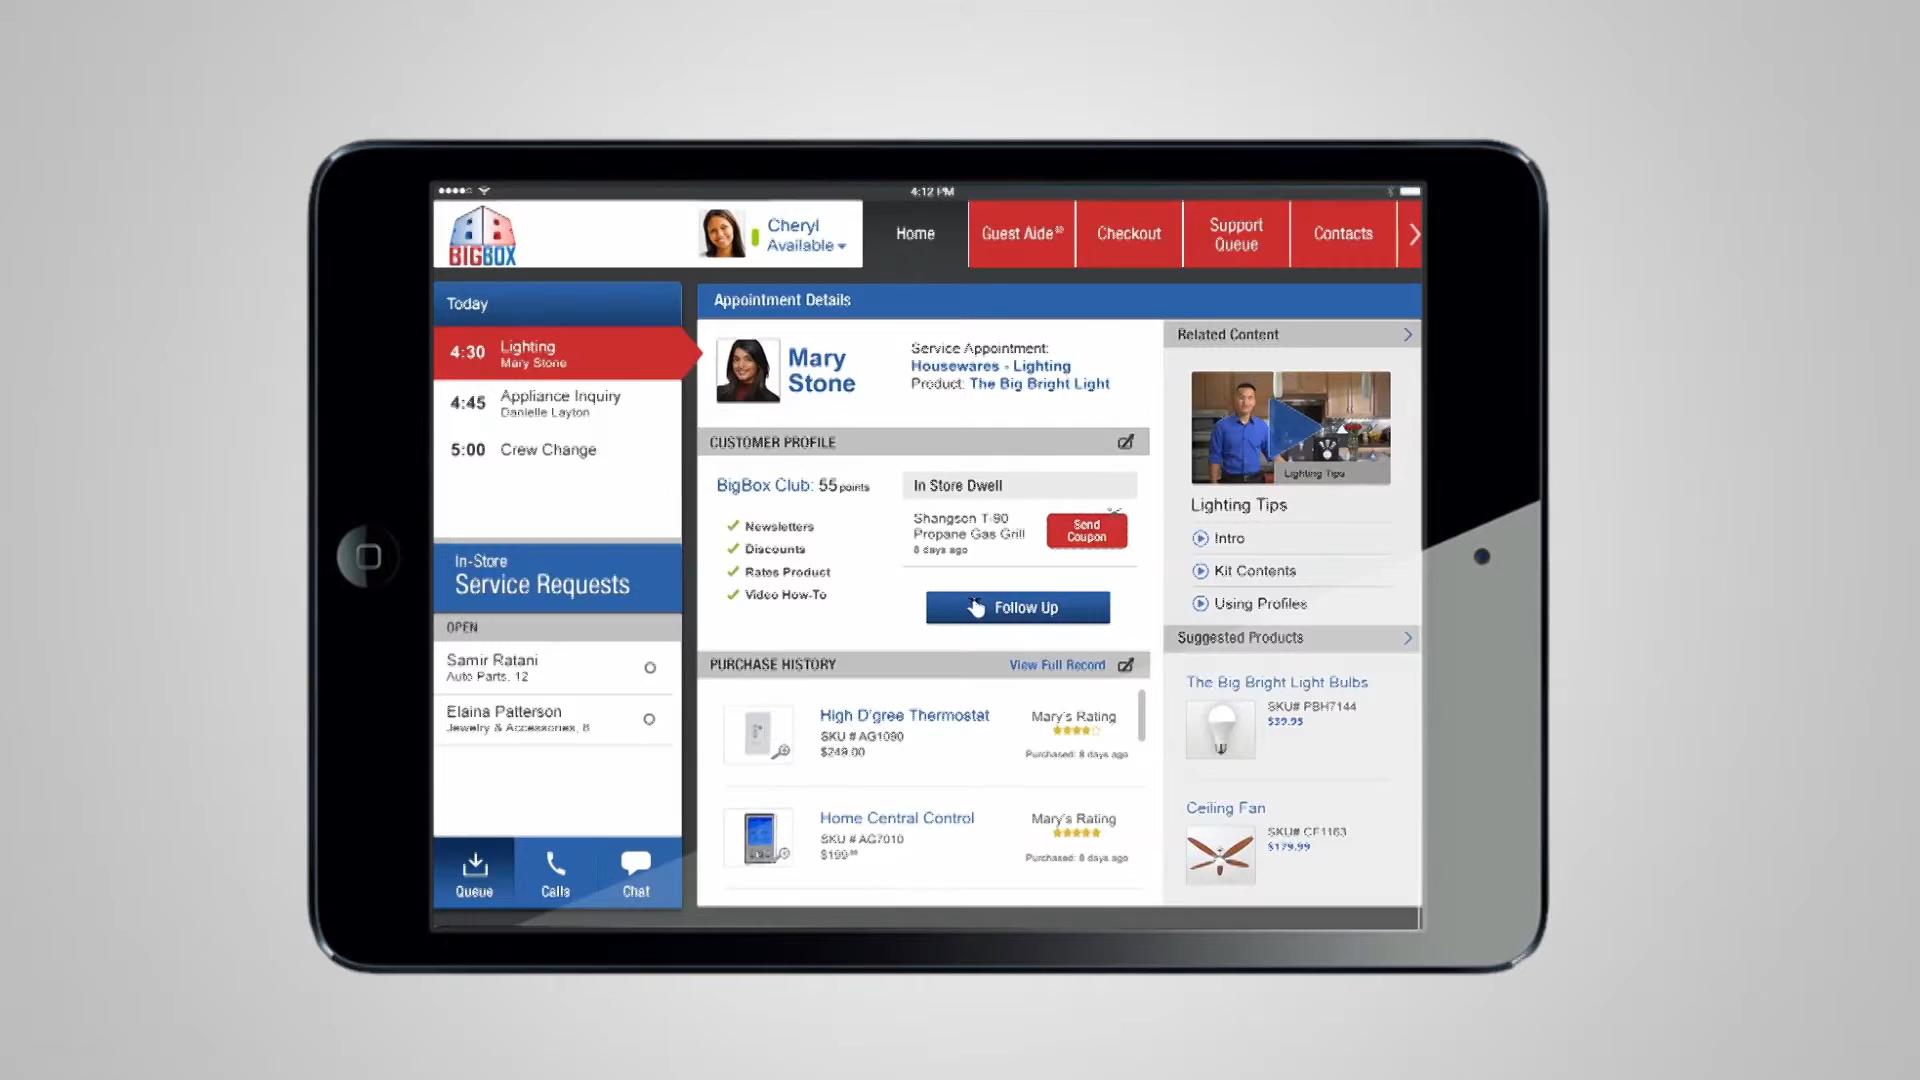 4:12 PM
BIGBOX
Cheryl
Available
Home
Guest Aide
Checkout
Support
Queue
Contacts
Today
4:30 Lighting
Mary Stone
4:45 Appliance Inquiry
Danielle Layton
5:00 Crew Change
In-Store
Service Requests
OPEN
Samir Ratani
Auto Parts, 12
Elaina Patterson
Jewelry & Accessories, 8
Queue
Calls
Chat
Appointment Details
Mary
Stone
Service Appointment:
Housewares - Lighting
Product: The Big Bright Light
CUSTOMER PROFILE
BigBox Club: 55 points
Newsletters
Discounts
Rates Product
Video How-To
In Store Dwell
Shangson T-90
Propane Gas Grill
8 days ago
Send
Coupon
Follow Up
PURCHASE HISTORY
View Full Record
High D'gree Thermostat
SKU # AG1090
$249.00
Mary's Rating
Purchased: 8 days ago
Home Central Control
SKU # AG7010
$199
Mary's Rating
Purchased: 8 days ago
Related Content
Lighting Tips
Lighting Tips
Intro
Kit Contents
Using Profiles
Suggested Products
The Big Bright Light Bulbs
SKU# PBH7144
$39.95
Ceiling Fan
SKU# CF1163
$179.99